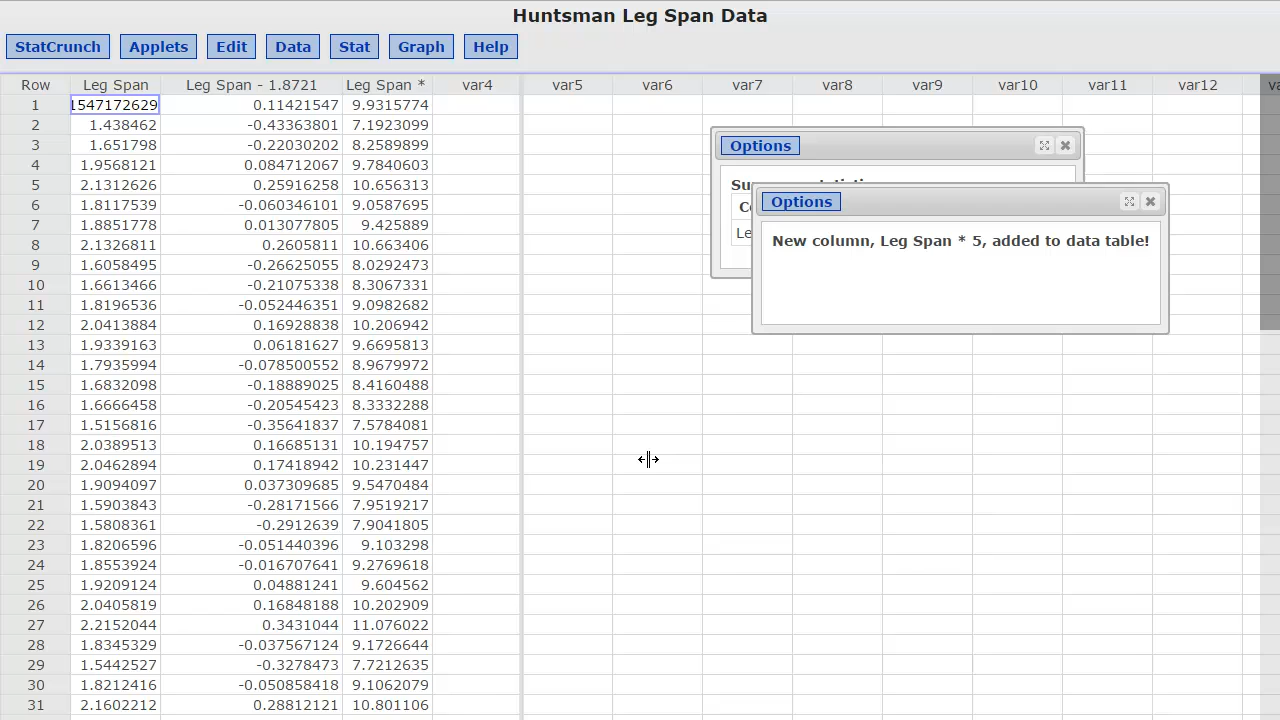 Huntsman Leg Span Data
StatCrunch Applets Edit Data Stat Graph Help
Row Leg Span Leg Span - 1.8721 Leg Span * var4 var5 var6 var7 var8 var9 var10 var11 var12
1 1547172629 0.11421547 9.9315774
2 1.438462 -0.43363801 7.1923099
3 1.651798 -0.22030202 8.2589899
4 1.9568121 0.084712067 9.7840603
5 2.1312626 0.25916258 10.656313
6 1.8117539 -0.060346101 9.0587695
7 1.8851778 0.013077805 9.425889
8 2.1326811 0.2605811 10.663406
9 1.6058495 -0.26625055 8.0292473
10 1.6613466 -0.21075338 8.3067331
11 1.8196536 -0.052446351 9.0982682
12 2.0413884 0.16928838 10.206942
13 1.9339163 0.06181627 9.6695813
14 1.7935994 -0.078500552 8.9679972
15 1.6832098 -0.18889025 8.4160488
16 1.6666458 -0.20545423 8.3332288
17 1.5156816 -0.35641837 7.5784081
18 2.0389513 0.16685131 10.194757
19 2.0462894 0.17418942 10.231447
20 1.9094097 0.037309685 9.5470484
21 1.5903843 -0.28171566 7.9519217
22 1.5808361 -0.2912639 7.9041805
23 1.8206596 -0.051440396 9.103298
24 1.8553924 -0.016707641 9.2769618
25 1.9209124 0.04881241 9.604562
26 2.0405819 0.16848188 10.202909
27 2.2152044 0.3431044 11.076022
28 1.8345329 -0.037567124 9.1726644
29 1.5442527 -0.3278473 7.7212635
30 1.8212416 -0.050858418 9.1062079
31 2.1602212 0.28812121 10.801106
Options
Options
New column, Leg Span * 5, added to data table!